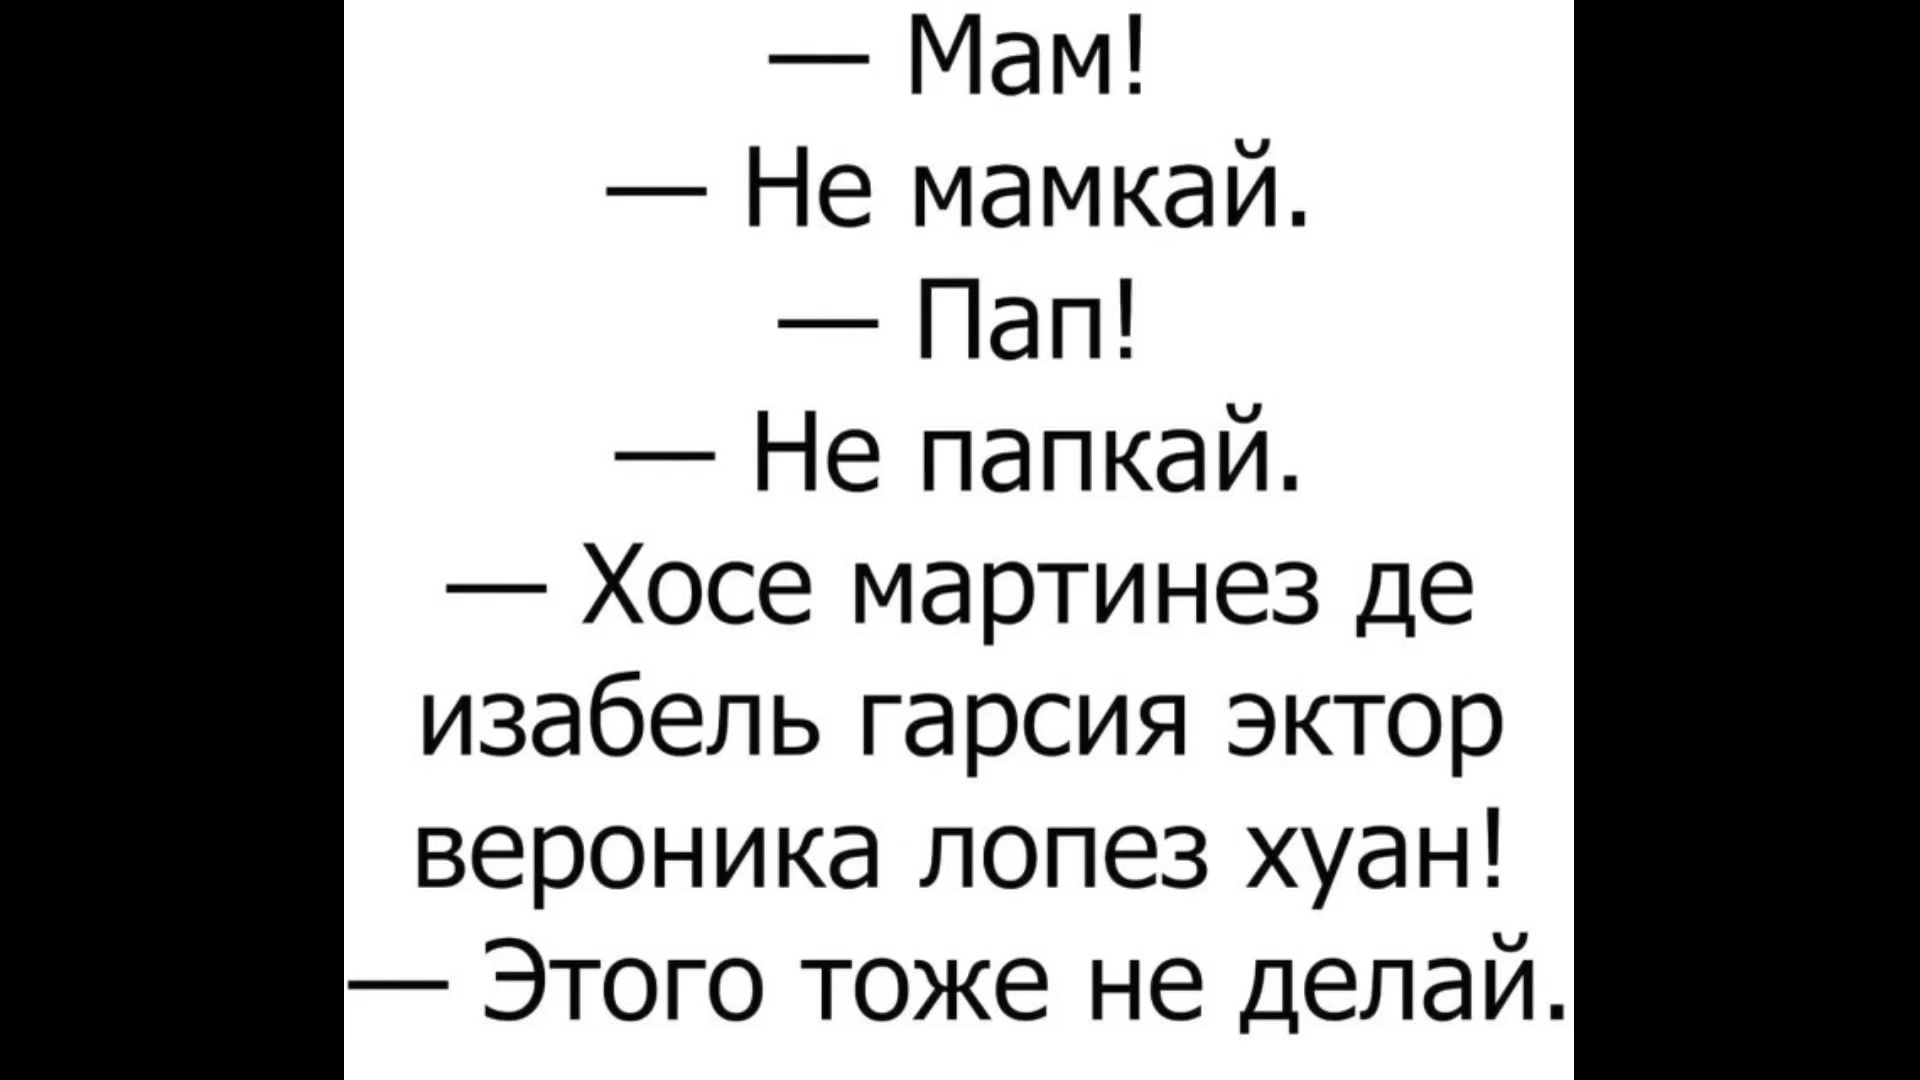 — Мам!
— Не мамкай.
— Пап!
— Не папкай.
— Хосе мартинез де
изабель гарсия эктор
вероника лопез хуан!
— Этого тоже не делай.